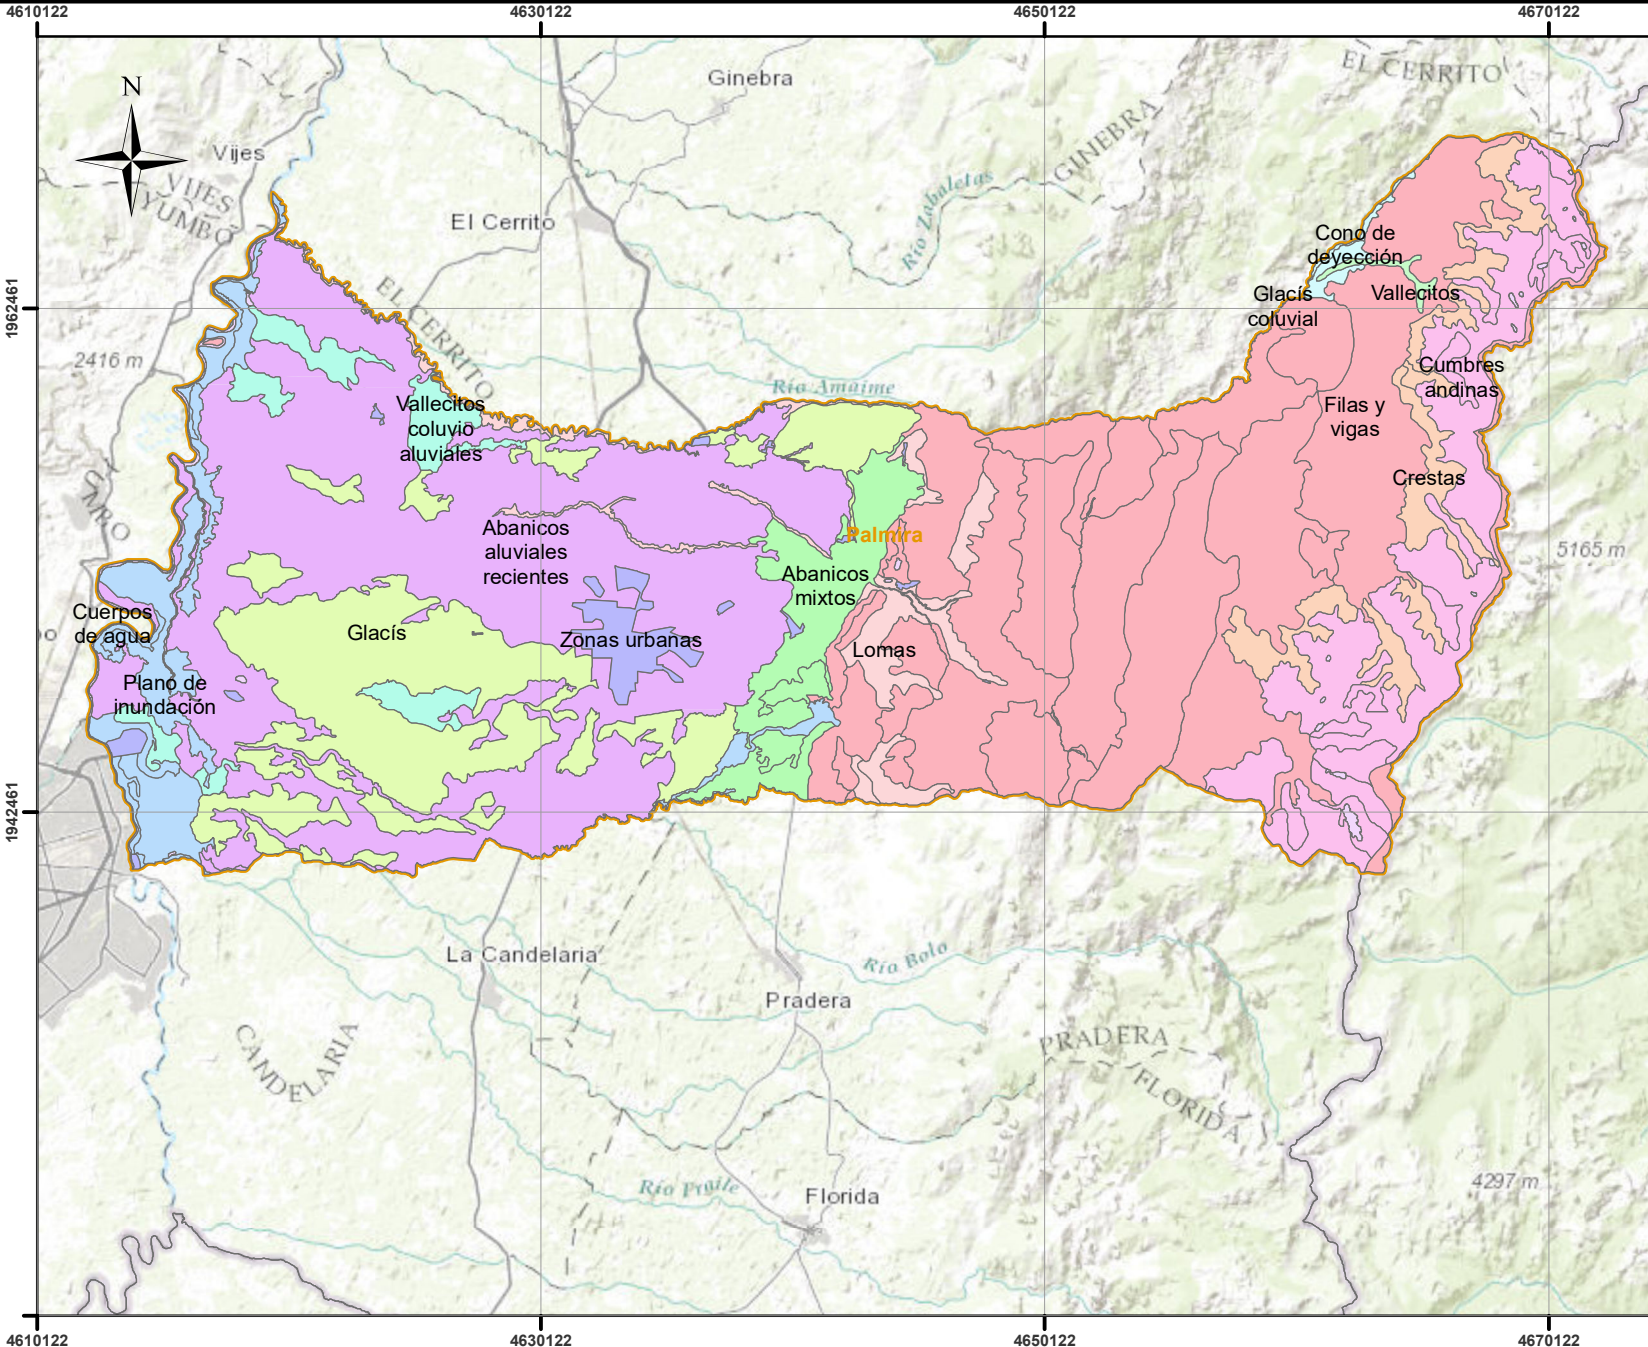 4610122
4630122
4650122
4670122
N
Ginebra
EL CERRITO
GINEBRA
Vijes
VIJES
YUMBO
El Cerrito
Río Zabaletas
Cono de
deyección
EL CERRITO
Glacís
coluvial
Vallecitos
1962461
2416 m
Río Amaime
Cumbres
andinas
Vallecitos
coluvio
aluviales
Filas y
vigas
Crestas
Abanicos
aluviales
recientes
Palmira
5165 m
Abanicos
mixtos
Cuerpos
de agua
Glacís
Zonas urbanas
Lomas
Plano de
inundación
1942461
La Candelaria
Río Bolo
Pradera
CANDELARIA
PRADERA
FLORIDA
Río Fraile
Florida
4297 m
4610122
4630122
4650122
4670122